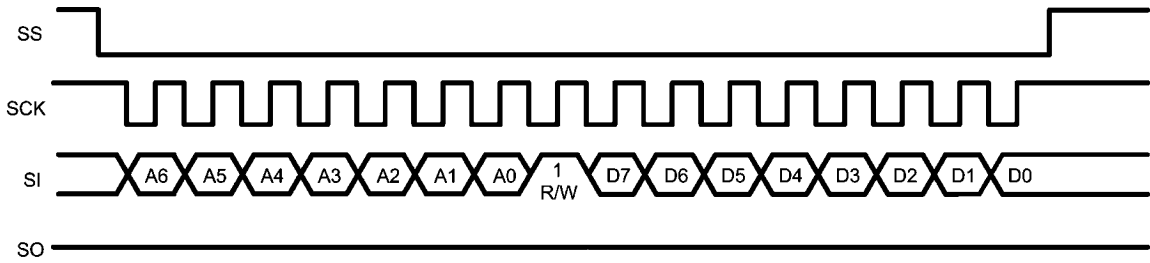 SS
SCK
SI A6 A5 A4 A3 A2 A1 A0 1 R/W D7 D6 D5 D4 D3 D2 D1 D0
SO